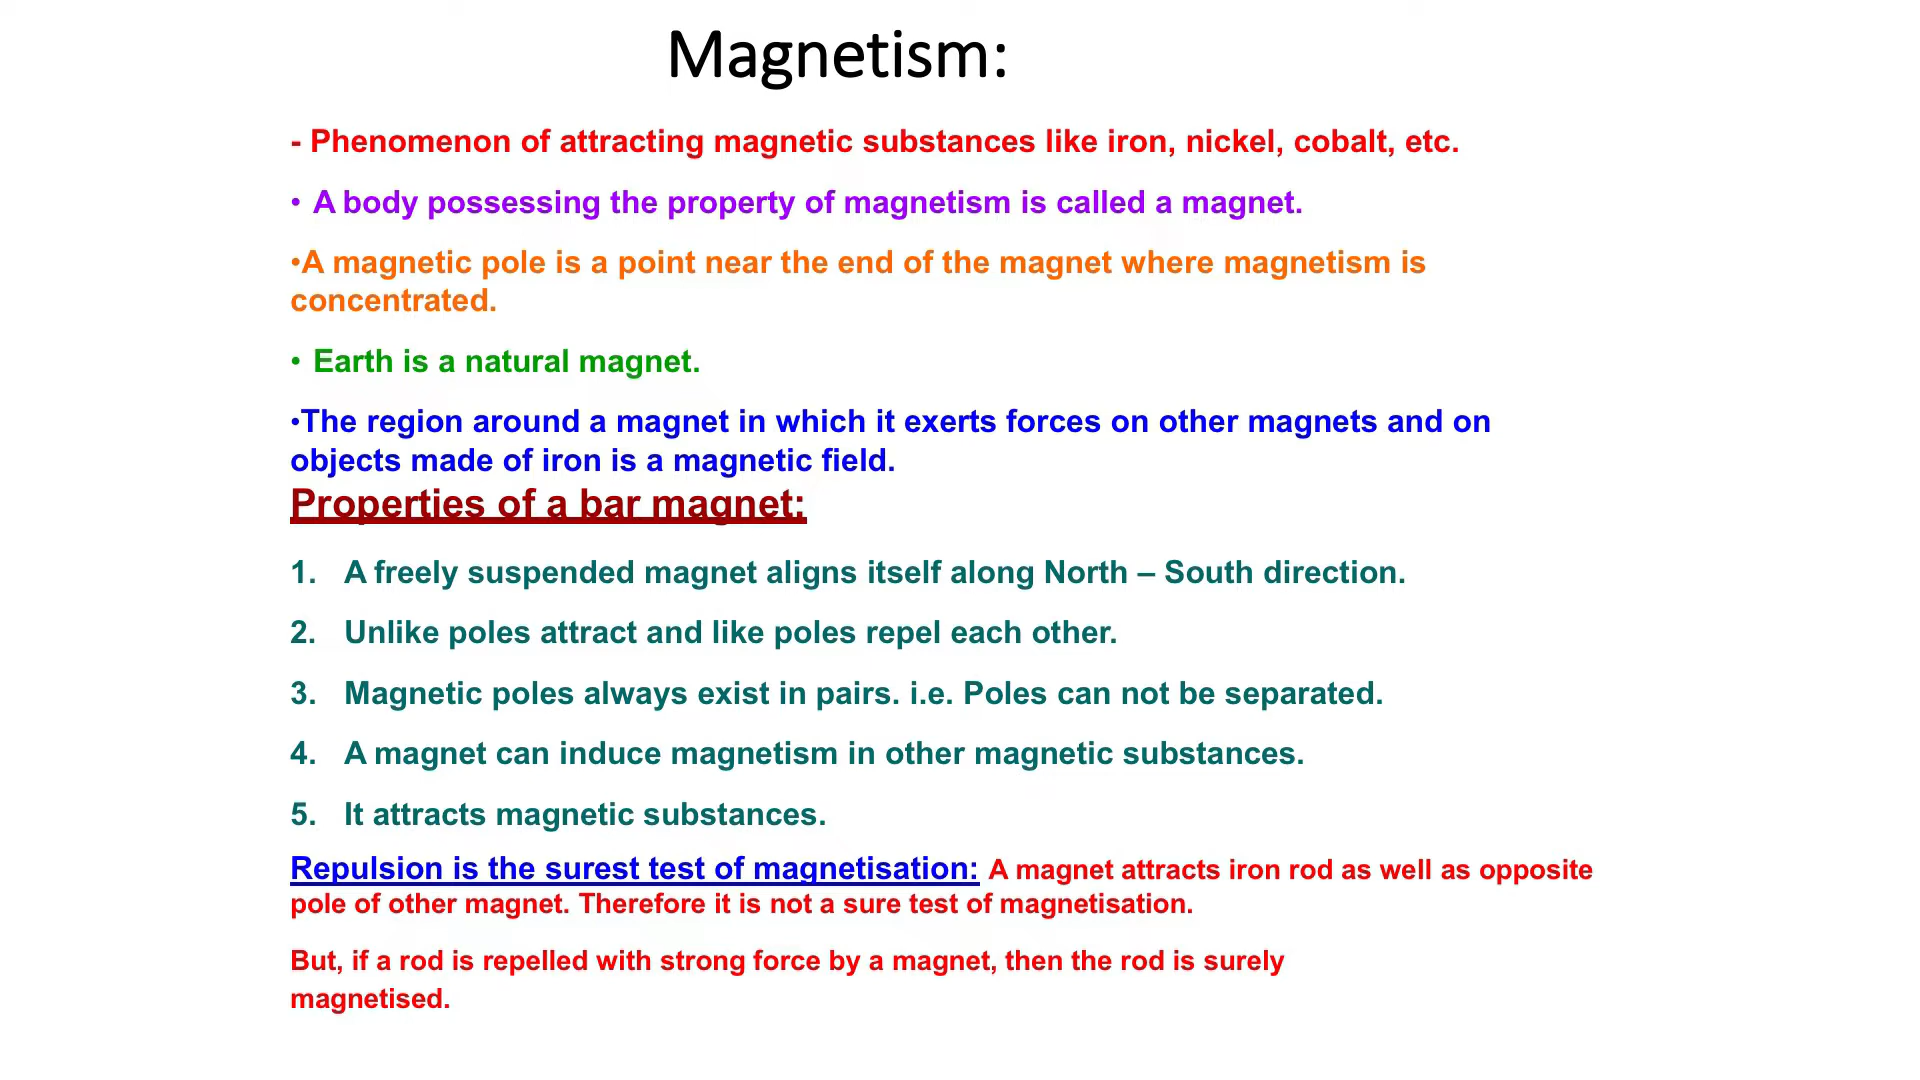 Magnetism:
- Phenomenon of attracting magnetic substances like iron, nickel, cobalt, etc.
• A body possessing the property of magnetism is called a magnet.
•A magnetic pole is a point near the end of the magnet where magnetism is
concentrated.
• Earth is a natural magnet.
•The region around a magnet in which it exerts forces on other magnets and on
objects made of iron is a magnetic field.
Properties of a bar magnet:
1. A freely suspended magnet aligns itself along North – South direction.
2. Unlike poles attract and like poles repel each other.
3. Magnetic poles always exist in pairs. i.e. Poles can not be separated.
4. A magnet can induce magnetism in other magnetic substances.
5. It attracts magnetic substances.
Repulsion is the surest test of magnetisation: A magnet attracts iron rod as well as opposite
pole of other magnet. Therefore it is not a sure test of magnetisation.
But, if a rod is repelled with strong force by a magnet, then the rod is surely
magnetised.